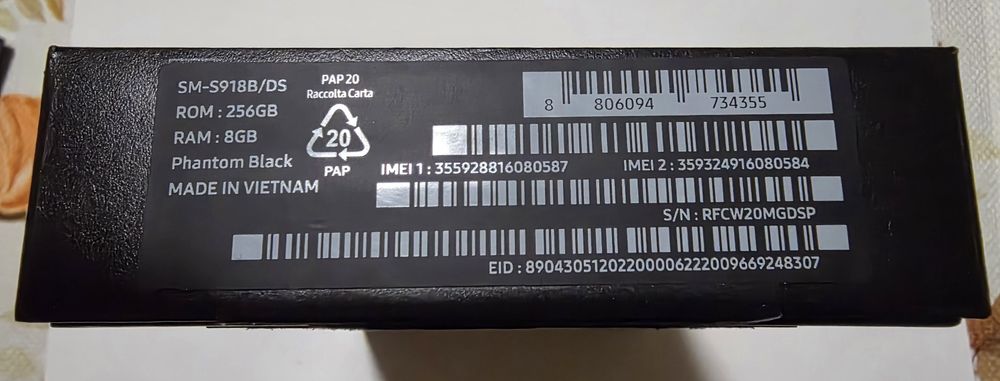 SM-S918B/DS
ROM : 256GB
RAM : 8GB
Phantom Black
MADE IN VIETNAM
PAP 20
Raccolta Carta
20
PAP
8 806094 734355
IMEI 1 : 355928816080587
IMEI 2 : 359324916080584
S/N : RFCW20MGDSP
EID : 89043051202200006222009669248307